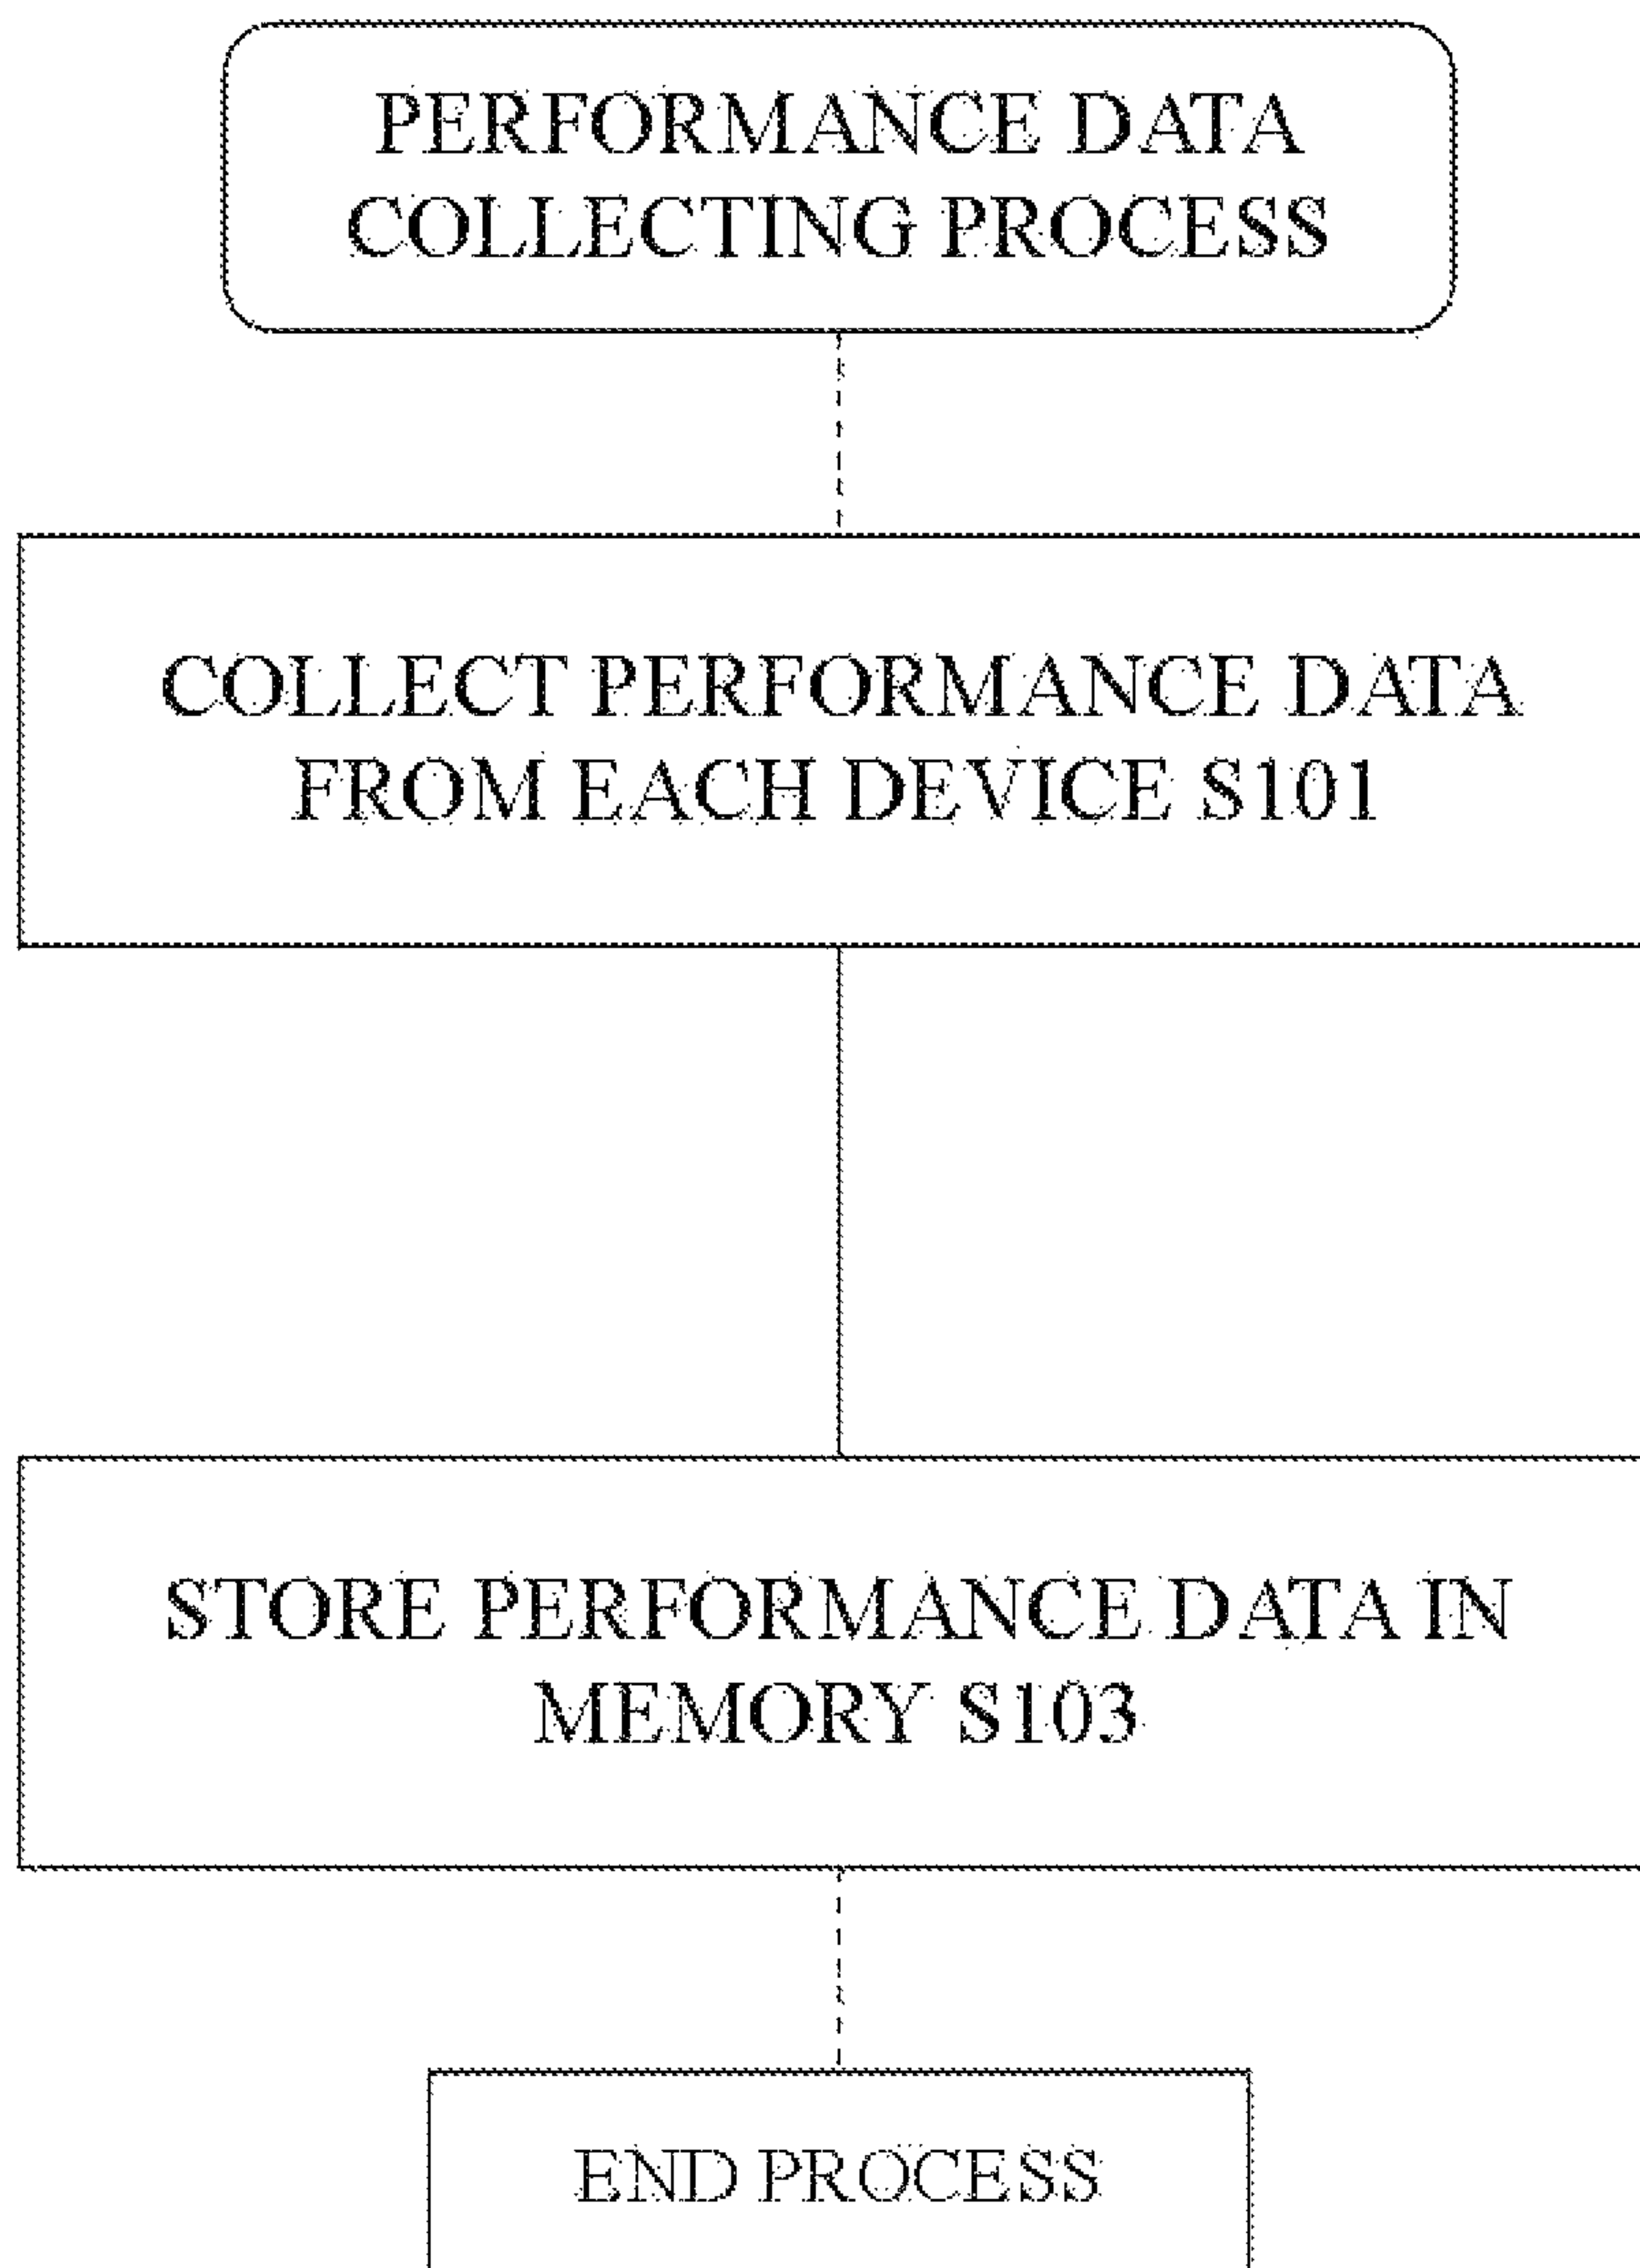 PERFORMANCE DATA
COLLECTING PROCESS
COLLECT PERFORMANCE DATA
FROM EACH DEVICE S101
STORE PERFORMANCE DATA IN
MEMORY S103
END PROCESS